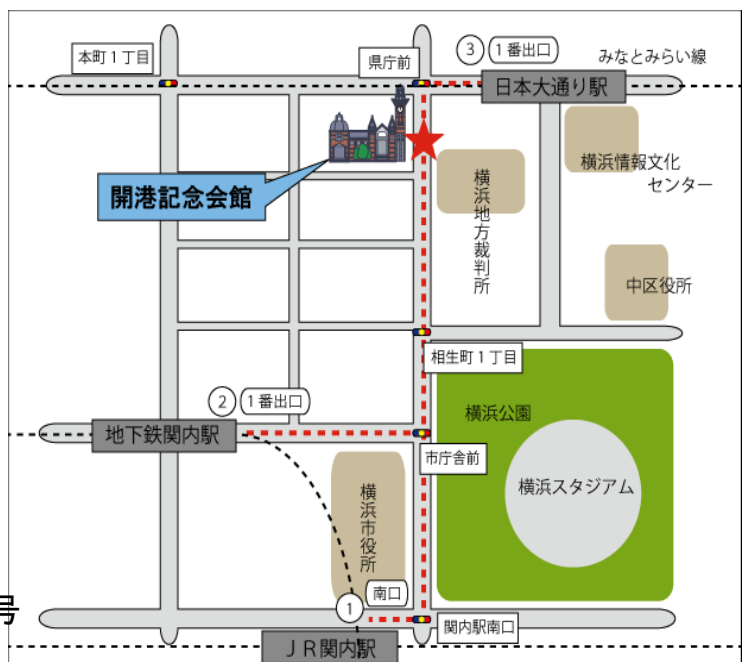 本町1丁目
県庁前
③ 1番出口
みなとみらい線
日本大通り駅
開港記念会館
横浜地方裁判所
横浜情報文化
センター
中区役所
相生町1丁目
② 1番出口
地下鉄関内駅
市庁舎前
横浜公園
横浜スタジアム
横浜市役所
① 南口
号
関内駅南口
JR関内駅